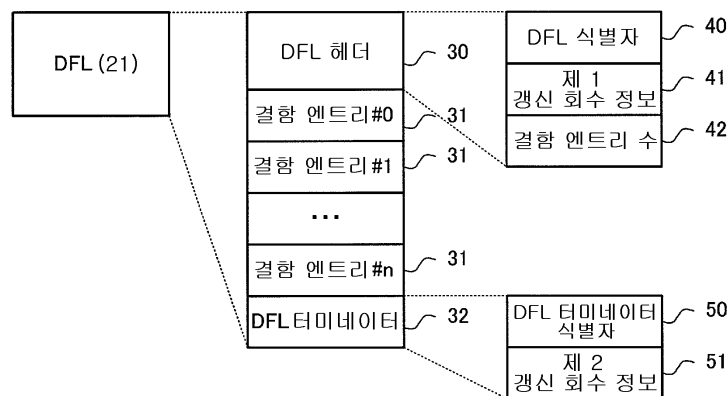 DFL (21)
DFL 헤더
30
결함 엔트리#0
31
결함 엔트리#1
31
...
결함 엔트리#n
31
DFL터미네이터
32
DFL 식별자
40
제 1
갱신 회수 정보
41
결함 엔트리 수
42
DFL 터미네이터
식별자
50
제 2
갱신 회수 정보
51